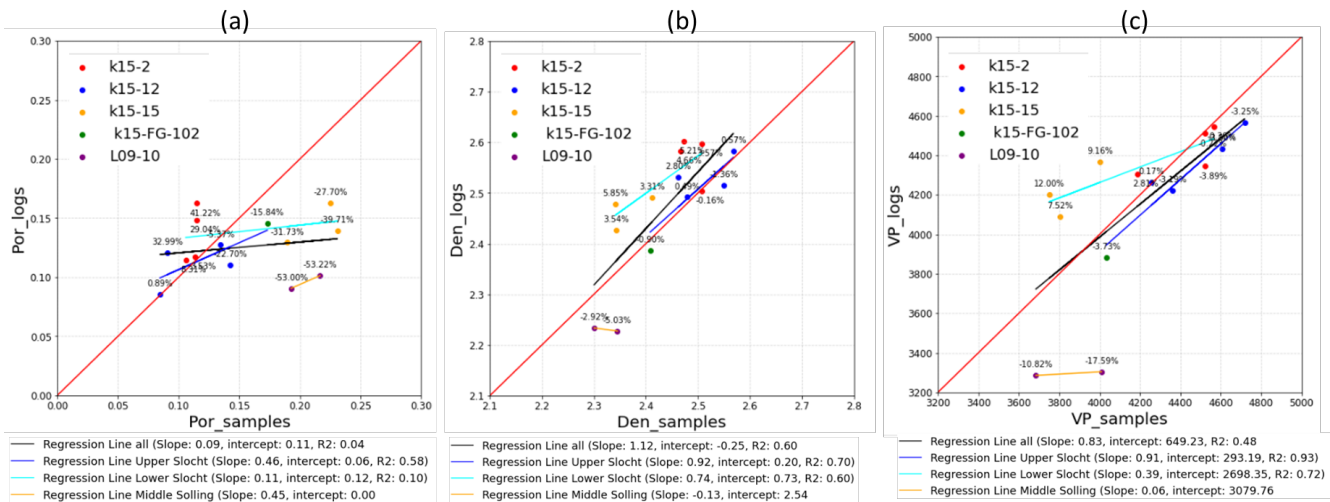 (a)
0.30
0.25
0.20
0.15
0.10
0.05
0.00
Por_logs
k15-2
k15-12
k15-15
k15-FG-102
L09-10
-27.70%
41.22%
-15.84%
29.04%
-5.37%
-39.71%
32.99%
-31.73%
-22.70%
0.89%
-53.00%
-53.22%
0.00 0.05 0.10 0.15 0.20 0.25 0.30
Por_samples
Regression Line all (Slope: 0.09, intercept: 0.11, R2: 0.04)
Regression Line Upper Slocht (Slope: 0.46, intercept: 0.06, R2: 0.58)
Regression Line Lower Slocht (Slope: 0.11, intercept: 0.12, R2: 0.10)
Regression Line Middle Solling (Slope: 0.45, intercept: 0.00)
(b)
2.8
2.7
2.6
2.5
2.4
2.3
2.2
2.1
Den_logs
k15-2
k15-12
k15-15
k15-FG-102
L09-10
0.57%
5.21%
4.66%
2.80%
5.85%
3.31%
0.49%
-0.16%
3.54%
-0.90%
-2.92%
-5.03%
2.1 2.2 2.3 2.4 2.5 2.6 2.7 2.8
Den_samples
Regression Line all (Slope: 1.12, intercept: -0.25, R2: 0.60)
Regression Line Upper Slocht (Slope: 0.92, intercept: 0.20, R2: 0.70)
Regression Line Lower Slocht (Slope: 0.74, intercept: 0.73, R2: 0.60)
Regression Line Middle Solling (Slope: -0.13, intercept: 2.54
(c)
5000
4800
4600
4400
4200
4000
3800
3600
3400
3200
VP_logs
k15-2
k15-12
k15-15
k15-FG-102
L09-10
-3.25%
9.16%
0.17%
-3.89%
12.00%
7.52%
-3.73%
-10.82%
-17.59%
3200 3400 3600 3800 4000 4200 4400 4600 4800 5000
VP_samples
Regression Line all (Slope: 0.83, intercept: 649.23, R2: 0.48)
Regression Line Upper Slocht (Slope: 0.91, intercept: 293.19, R2: 0.93)
Regression Line Lower Slocht (Slope: 0.39, intercept: 2698.35, R2: 0.72)
Regression Line Middle Solling (Slope: 0.06, intercept: 3079.76